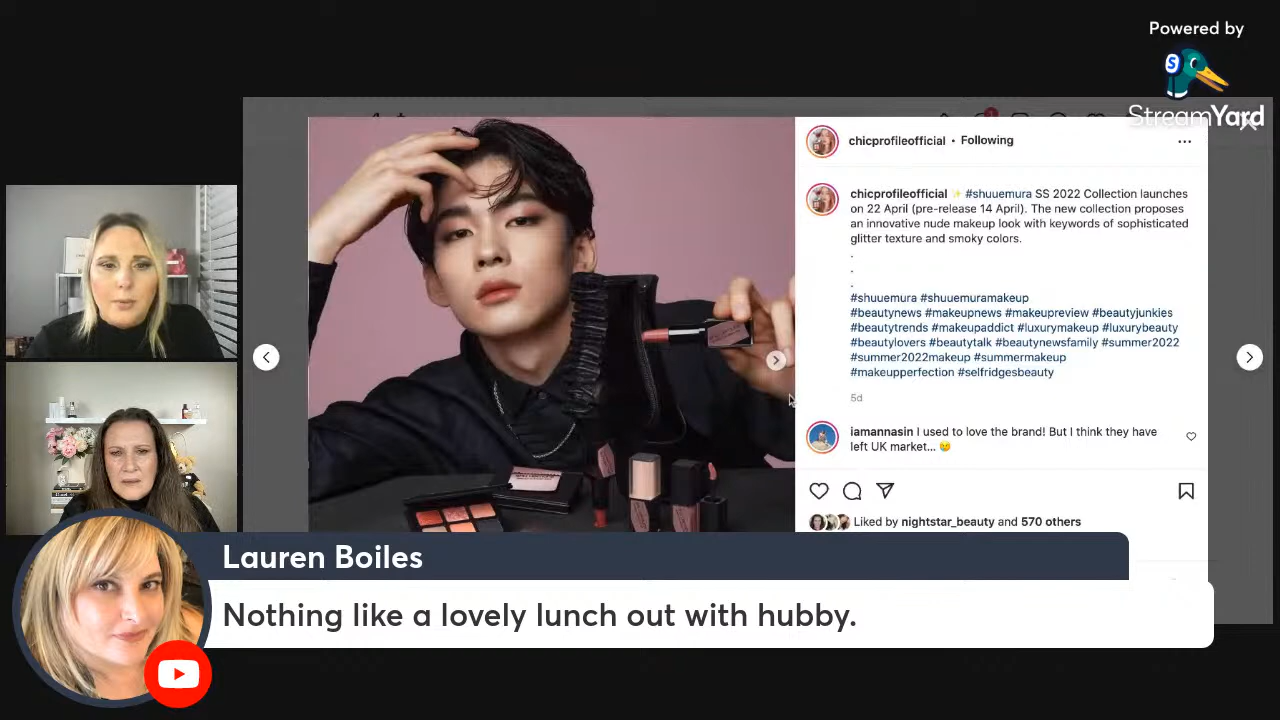 Powered by
StreamYard
chicprofileofficial • Following
chicprofileofficial ✨ #shuuemura SS 2022 Collection launches
on 22 April (pre-release 14 April). The new collection proposes
an innovative nude makeup look with keywords of sophisticated
glitter texture and smoky colors.
.
.
.
#shuuemura #shuuemuramakeup
#beautynews #makeupnews #makeupreview #beautyjunkies
#beautytrends #makeupaddict #luxurymakeup #luxurybeauty
#beautylovers #beautytalk #beautynewsfamily #summer2022
#summer2022makeup #summermakeup
#makeupperfection #selfridgesbeauty
5d
iamannasin I used to love the brand! But I think they have
left UK market... 😢
Liked by nightstar_beauty and 570 others
Lauren Boiles
Nothing like a lovely lunch out with hubby.